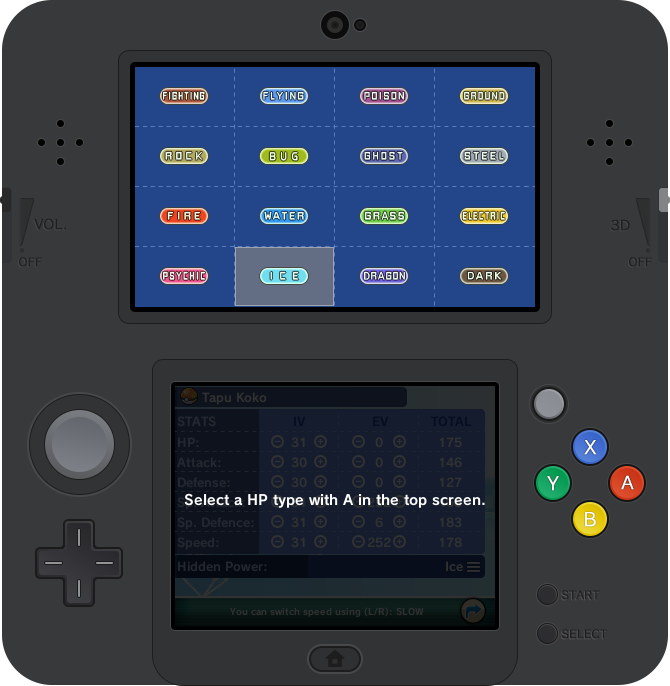 FIGHTING FLYING POISON GROUND
ROCK BUG GHOST STEEL
FIRE WATER GRASS ELECTRIC
PSYCHIC ICE DRAGON DARK
VOL.
OFF
3D
OFF
Tapu Koko
STATS IV EV TOTAL
HP: 31 0 175
Attack: 30 0 146
Defense: 30 0 127
Select a HP type with A in the top screen.
Sp. Defence: 31 6 183
Speed: 31 252 178
Hidden Power: Ice
You can switch speed using (L/R): SLOW
X
Y
A
B
START
SELECT